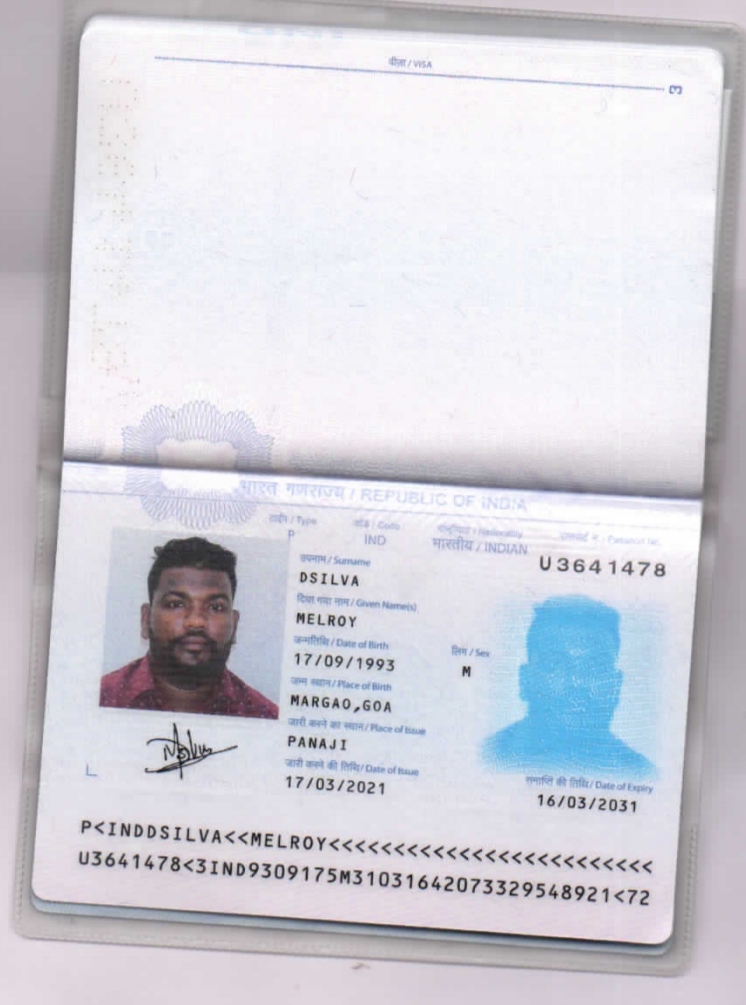 वीज़ा / VISA
3
भारत गणराज्य / REPUBLIC OF INDIA
टाईप / Type कोड / Code राष्ट्रीयता / Nationality पासपोर्ट न. / Passport No.
P IND भारतीय / INDIAN U3641478
उपनाम / Surname
DSILVA
दिया गया नाम / Given Name(s)
MELROY
जन्मतिथि / Date of Birth लिंग / Sex
17/09/1993 M
जन्म स्थान / Place of Birth
MARGAO,GOA
जारी करने का स्थान / Place of Issue
PANAJI
जारी करने की तिथि / Date of Issue समाप्ति की तिथि / Date of Expiry
17/03/2021 16/03/2031
P<INDDSILVA<<MELROY<<<<<<<<<<<<<<<<<<<<<<<<<
U3641478<3IND9309175M31031642073329548921<72